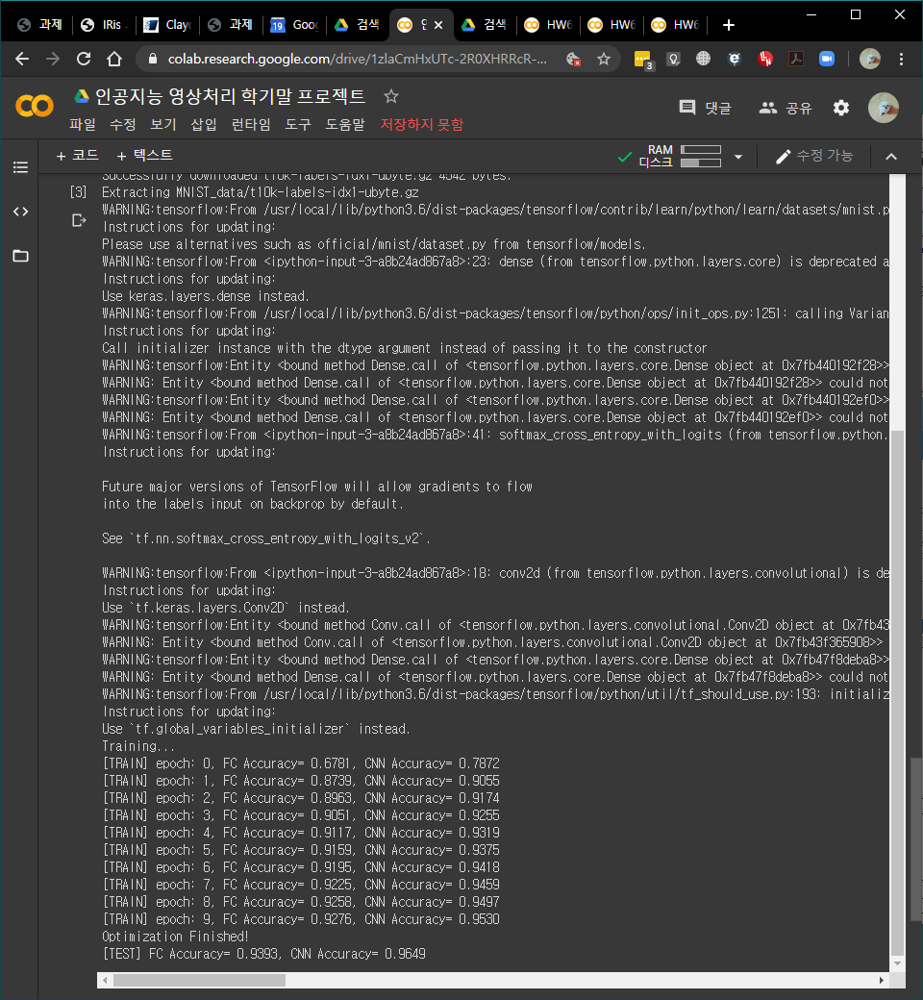 과제
IRis
Clayc
과제
19 Goog
검색
인
검색
HW6
HW6
HW6
colab.research.google.com/drive/1zlaCmHxUTc-2R0XHRRcR-...
3
인공지능 영상처리 학기말 프로젝트
댓글
공유
파일 수정 보기 삽입 런타임 도구 도움말 저장하지 못함
+ 코드 + 텍스트
RAM
디스크
수정 가능
Successfully downloaded t10k-labels-idx1-ubyte.gz 4542 bytes.
[3] Extracting MNIST_data/t10k-labels-idx1-ubyte.gz
WARNING:tensorflow:From /usr/local/lib/python3.6/dist-packages/tensorflow/contrib/learn/python/learn/datasets/mnist.p
Instructions for updating:
Please use alternatives such as official/mnist/dataset.py from tensorflow/models.
WARNING:tensorflow:From <ipython-input-3-a8b24ad867a8>:23: dense (from tensorflow.python.layers.core) is deprecated a
Instructions for updating:
Use keras.layers.dense instead.
WARNING:tensorflow:From /usr/local/lib/python3.6/dist-packages/tensorflow/python/ops/init_ops.py:1251: calling Varian
Instructions for updating:
Call initializer instance with the dtype argument instead of passing it to the constructor
WARNING:tensorflow:Entity <bound method Dense.call of <tensorflow.python.layers.core.Dense object at 0x7fb440192f28>>
WARNING: Entity <bound method Dense.call of <tensorflow.python.layers.core.Dense object at 0x7fb440192f28>> could not
WARNING:tensorflow:Entity <bound method Dense.call of <tensorflow.python.layers.core.Dense object at 0x7fb440192ef0>>
WARNING: Entity <bound method Dense.call of <tensorflow.python.layers.core.Dense object at 0x7fb440192ef0>> could not
WARNING:tensorflow:From <ipython-input-3-a8b24ad867a8>:41: softmax_cross_entropy_with_logits (from tensorflow.python.
Instructions for updating:
Future major versions of TensorFlow will allow gradients to flow
into the labels input on backprop by default.
See `tf.nn.softmax_cross_entropy_with_logits_v2`.
WARNING:tensorflow:From <ipython-input-3-a8b24ad867a8>:18: conv2d (from tensorflow.python.layers.convolutional) is de
Instructions for updating:
Use `tf.keras.layers.Conv2D` instead.
WARNING:tensorflow:Entity <bound method Conv.call of <tensorflow.python.layers.convolutional.Conv2D object at 0x7fb43
WARNING: Entity <bound method Conv.call of <tensorflow.python.layers.convolutional.Conv2D object at 0x7fb43f365908>>
WARNING:tensorflow:Entity <bound method Dense.call of <tensorflow.python.layers.core.Dense object at 0x7fb47f8deba8>>
WARNING: Entity <bound method Dense.call of <tensorflow.python.layers.core.Dense object at 0x7fb47f8deba8>> could not
WARNING:tensorflow:From /usr/local/lib/python3.6/dist-packages/tensorflow/python/util/tf_should_use.py:193: initializ
Instructions for updating:
Use `tf.global_variables_initializer` instead.
Training...
[TRAIN] epoch: 0, FC Accuracy= 0.6781, CNN Accuracy= 0.7872
[TRAIN] epoch: 1, FC Accuracy= 0.8739, CNN Accuracy= 0.9055
[TRAIN] epoch: 2, FC Accuracy= 0.8963, CNN Accuracy= 0.9174
[TRAIN] epoch: 3, FC Accuracy= 0.9051, CNN Accuracy= 0.9255
[TRAIN] epoch: 4, FC Accuracy= 0.9117, CNN Accuracy= 0.9319
[TRAIN] epoch: 5, FC Accuracy= 0.9159, CNN Accuracy= 0.9375
[TRAIN] epoch: 6, FC Accuracy= 0.9195, CNN Accuracy= 0.9418
[TRAIN] epoch: 7, FC Accuracy= 0.9225, CNN Accuracy= 0.9459
[TRAIN] epoch: 8, FC Accuracy= 0.9258, CNN Accuracy= 0.9497
[TRAIN] epoch: 9, FC Accuracy= 0.9276, CNN Accuracy= 0.9530
Optimization Finished!
[TEST] FC Accuracy= 0.9393, CNN Accuracy= 0.9649